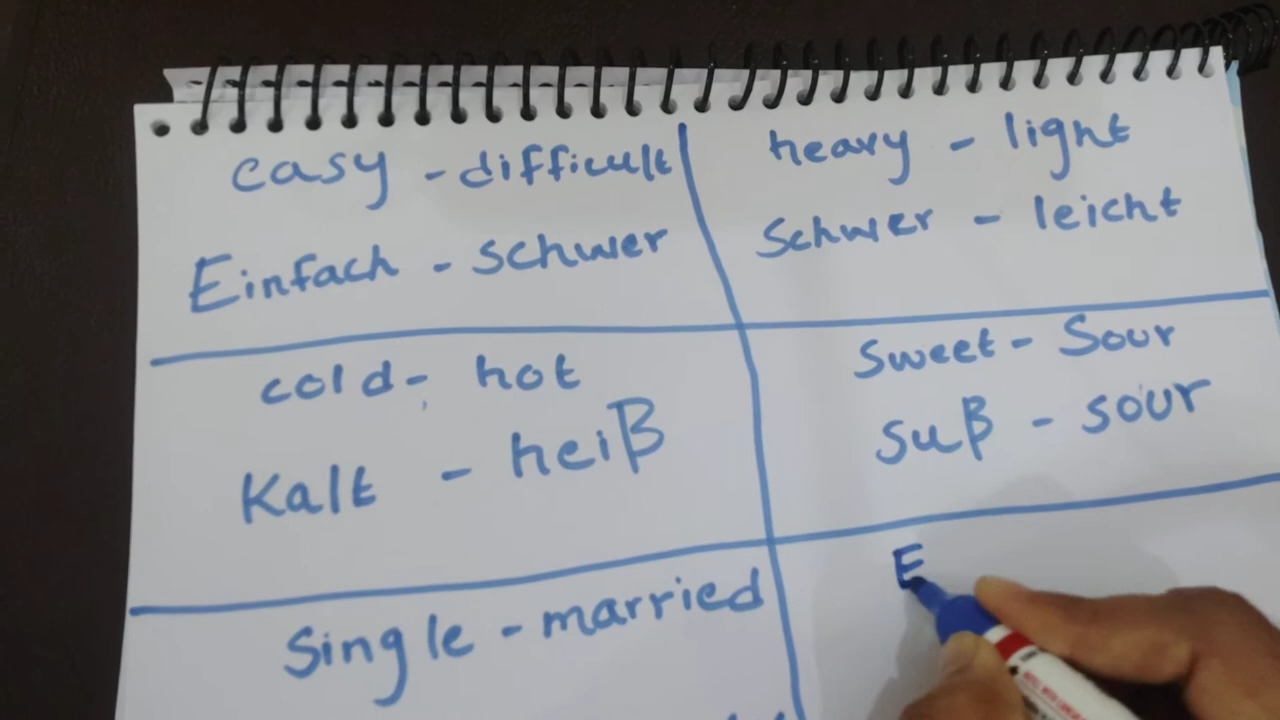 easy - difficult
Einfach - schwer
heavy - light
Schwer - leicht
cold - hot
Kalt - heiß
Sweet - Sour
Suß - sour
Single - married
E